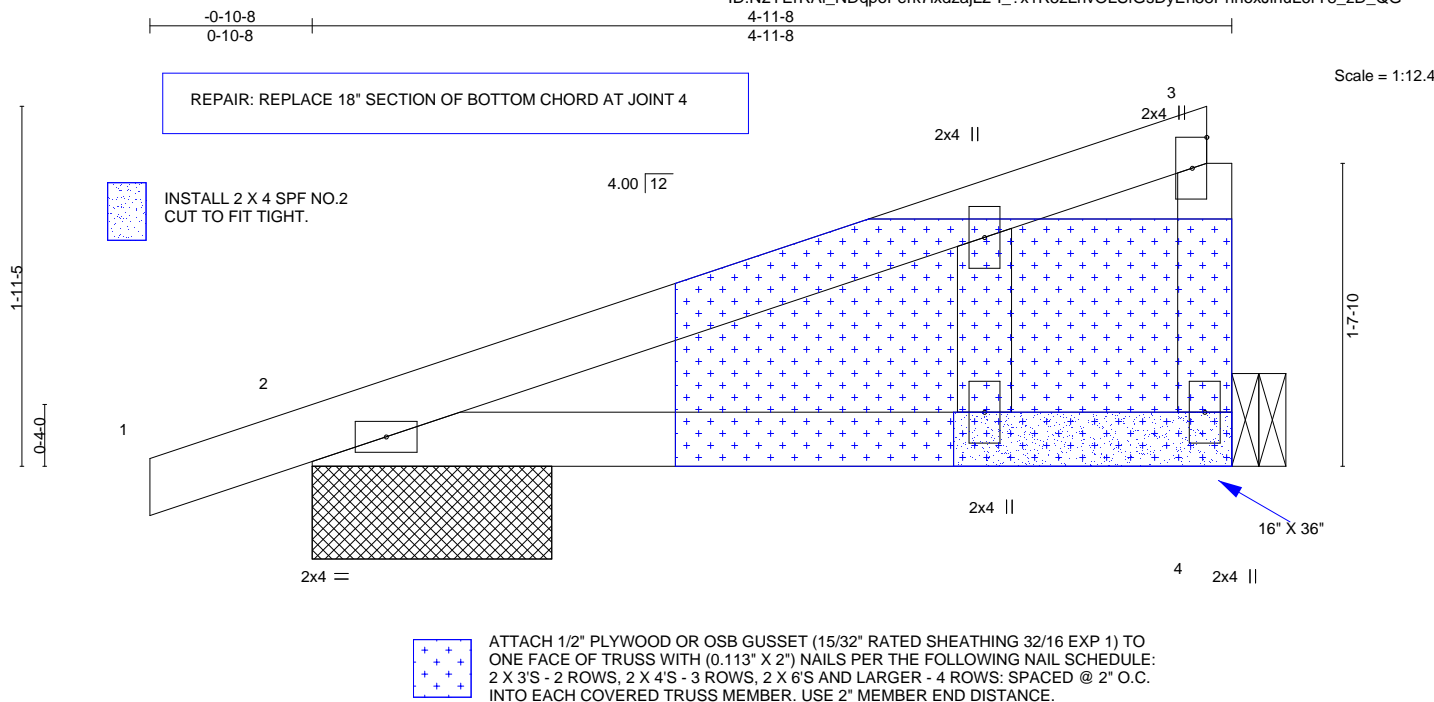 -0-10-8
0-10-8
4-11-8
4-11-8
Scale = 1:12.4
REPAIR: REPLACE 18" SECTION OF BOTTOM CHORD AT JOINT 4
3
2x4 ||
2x4 ||
4.00 12
INSTALL 2 X 4 SPF NO.2
CUT TO FIT TIGHT.
1-11-5
1-7-10
2
1
0-4-0
2x4 ||
16" X 36"
2x4 =
4
2x4 ||
ATTACH 1/2" PLYWOOD OR OSB GUSSET (15/32" RATED SHEATHING 32/16 EXP 1) TO
ONE FACE OF TRUSS WITH (0.113" X 2") NAILS PER THE FOLLOWING NAIL SCHEDULE:
2 X 3'S - 2 ROWS, 2 X 4'S - 3 ROWS, 2 X 6'S AND LARGER - 4 ROWS: SPACED @ 2" O.C.
INTO EACH COVERED TRUSS MEMBER. USE 2" MEMBER END DISTANCE.